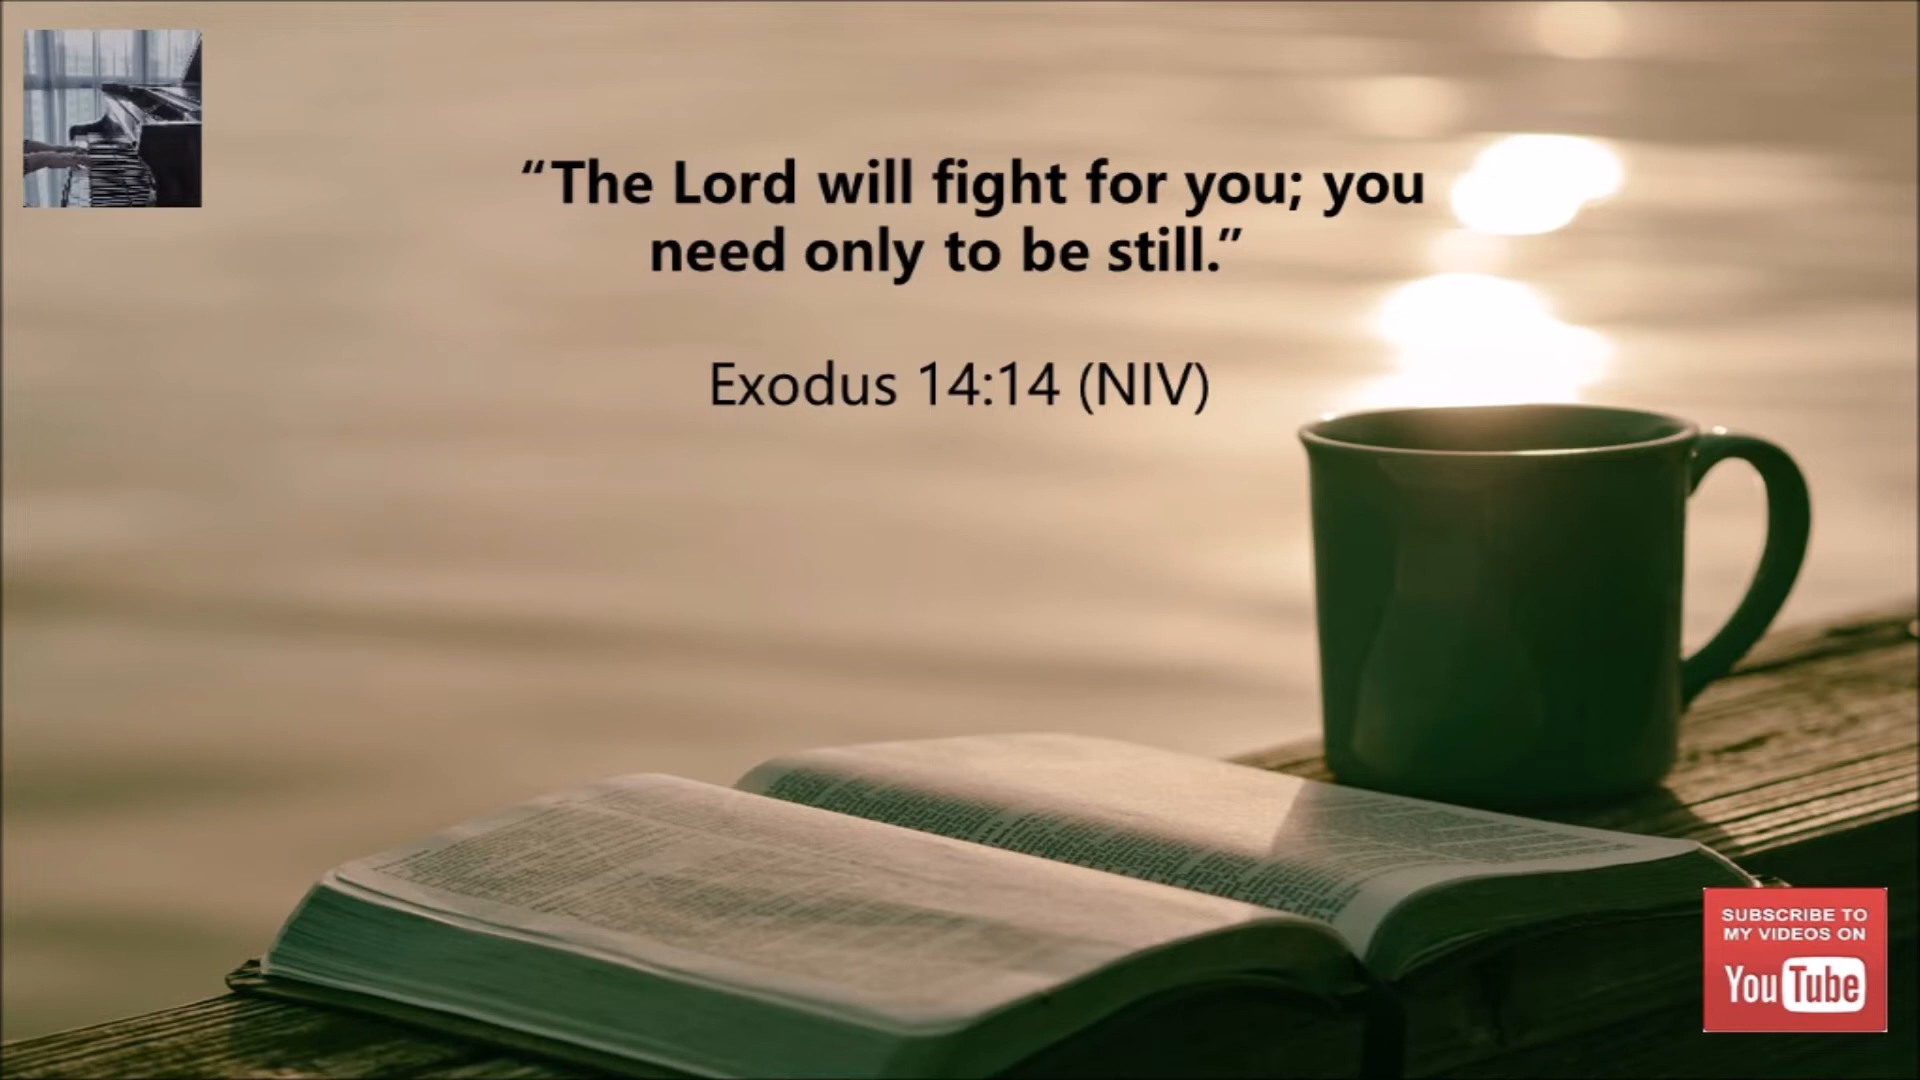 “The Lord will fight for you; you
need only to be still.”
Exodus 14:14 (NIV)
SUBSCRIBE TO
MY VIDEOS ON
YouTube